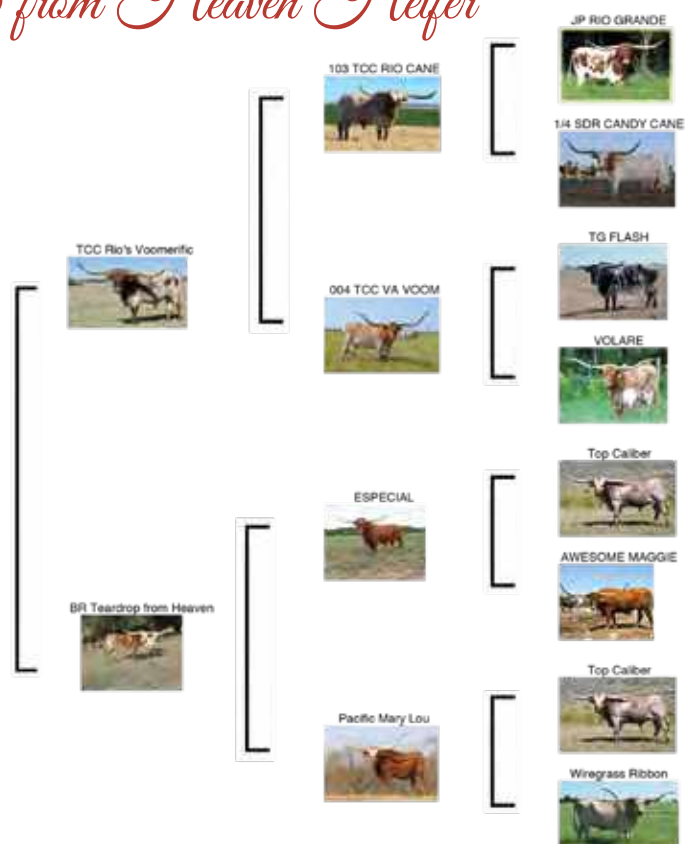 from Heaven Heifer
JP RIO GRANDE
103 TCC RIO CANE
1/4 SDR CANDY CANE
TCC Rio's Voomerific
TG FLASH
004 TCC VA VOOM
VOLARE
Top Caliber
ESPECIAL
AWESOME MAGGIE
BR Teardrop from Heaven
Top Caliber
Pacific Mary Lou
Wiregrass Ribbon